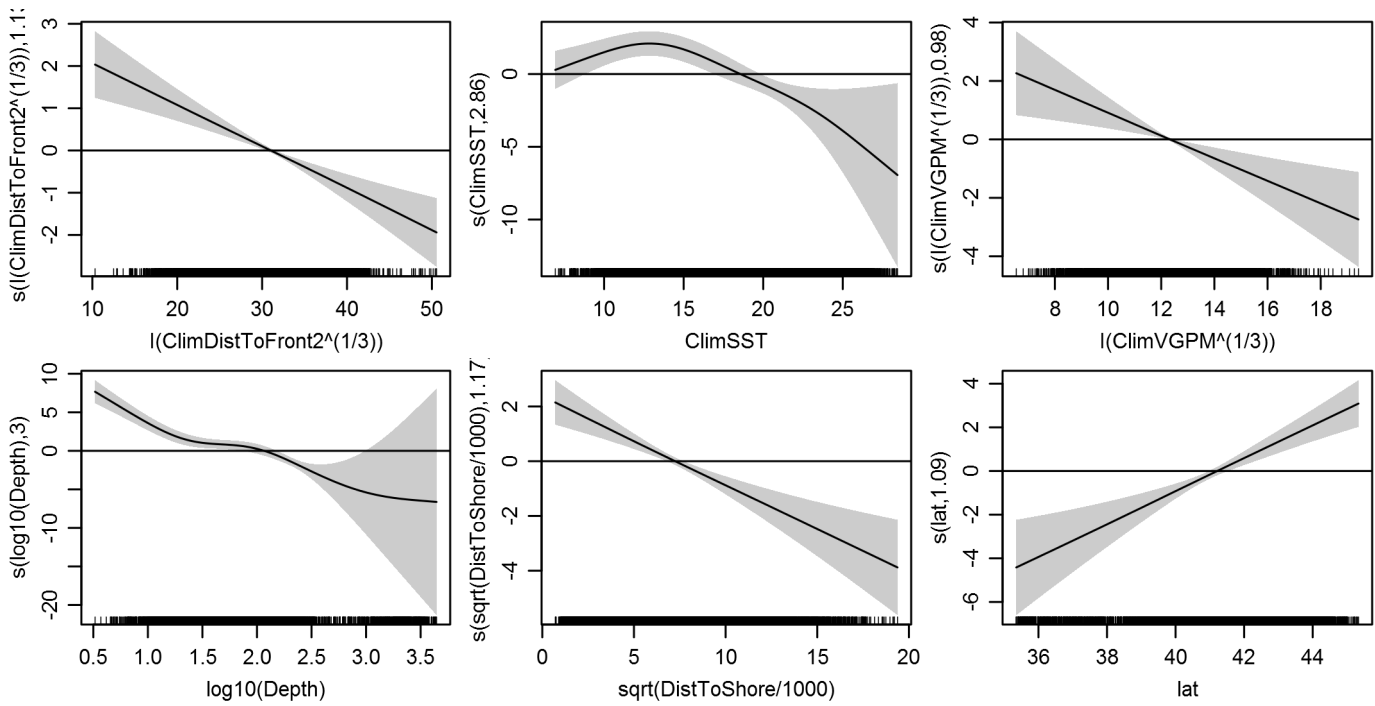 s(I(ClimDistToFront2^(1/3)),1.1
3
2
1
0
-1
-2
10 20 30 40 50
I(ClimDistToFront2^(1/3))
s(ClimSST,2.86)
0
-5
-10
10 15 20 25
ClimSST
s(I(ClimVGPM^(1/3)),0.98)
4
2
0
-2
-4
8 10 12 14 16 18
I(ClimVGPM^(1/3))
s(log10(Depth),3)
10
5
0
-10
-20
0.5 1.0 1.5 2.0 2.5 3.0 3.5
log10(Depth)
s(sqrt(DistToShore/1000),1.17
2
0
-2
-4
0 5 10 15 20
sqrt(DistToShore/1000)
s(lat,1.09)
4
2
0
-2
-4
-6
36 38 40 42 44
lat